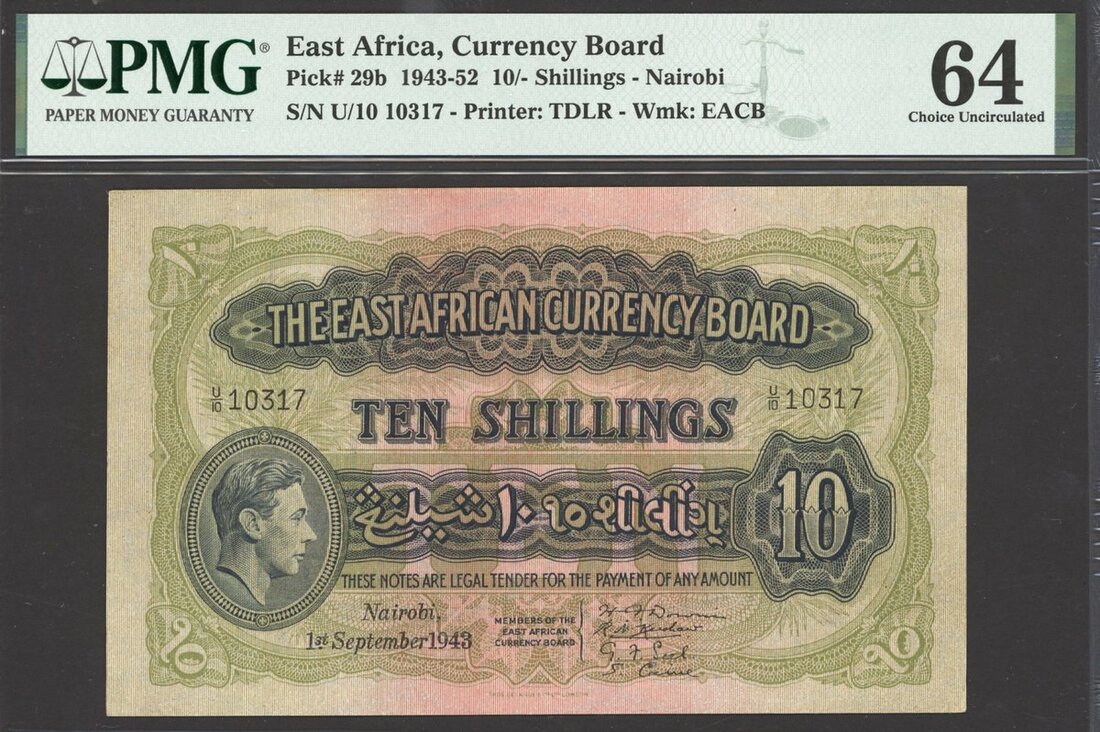 PMG®
PAPER MONEY GUARANTY
East Africa, Currency Board
Pick# 29b 1943-52 10/- Shillings - Nairobi
S/N U/10 10317 - Printer: TDLR - Wmk: EACB
64
Choice Uncirculated
THE EAST AFRICAN CURRENCY BOARD
U/10 10317
U/10 10317
TEN SHILLINGS
۱۰ شيلنڠ
૧૦ શીલીંગ
10
THESE NOTES ARE LEGAL TENDER FOR THE PAYMENT OF ANY AMOUNT
Nairobi,
1st September 1943
MEMBERS OF THE
EAST AFRICAN
CURRENCY BOARD